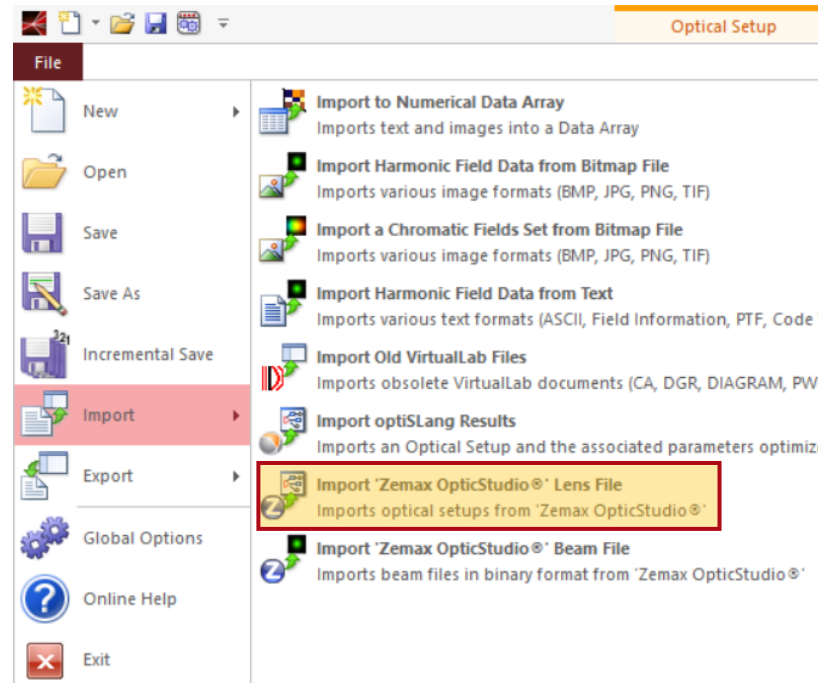 Optical Setup
File
New
Open
Save
Save As
321
Incremental Save
Import
Export
Global Options
Online Help
Exit
Import to Numerical Data Array
Imports text and images into a Data Array
Import Harmonic Field Data from Bitmap File
Imports various image formats (BMP, JPG, PNG, TIF)
Import a Chromatic Fields Set from Bitmap File
Imports various image formats (BMP, JPG, PNG, TIF)
Import Harmonic Field Data from Text
Imports various text formats (ASCII, Field Information, PTF, Code
Import Old VirtualLab Files
Imports obsolete VirtualLab documents (CA, DGR, DIAGRAM, PW
Import optiSLang Results
Imports an Optical Setup and the associated parameters optimize
Import 'Zemax OpticStudio®' Lens File
Imports optical setups from 'Zemax OpticStudio®'
Import 'Zemax OpticStudio®' Beam File
Imports beam files in binary format from 'Zemax OpticStudio®'